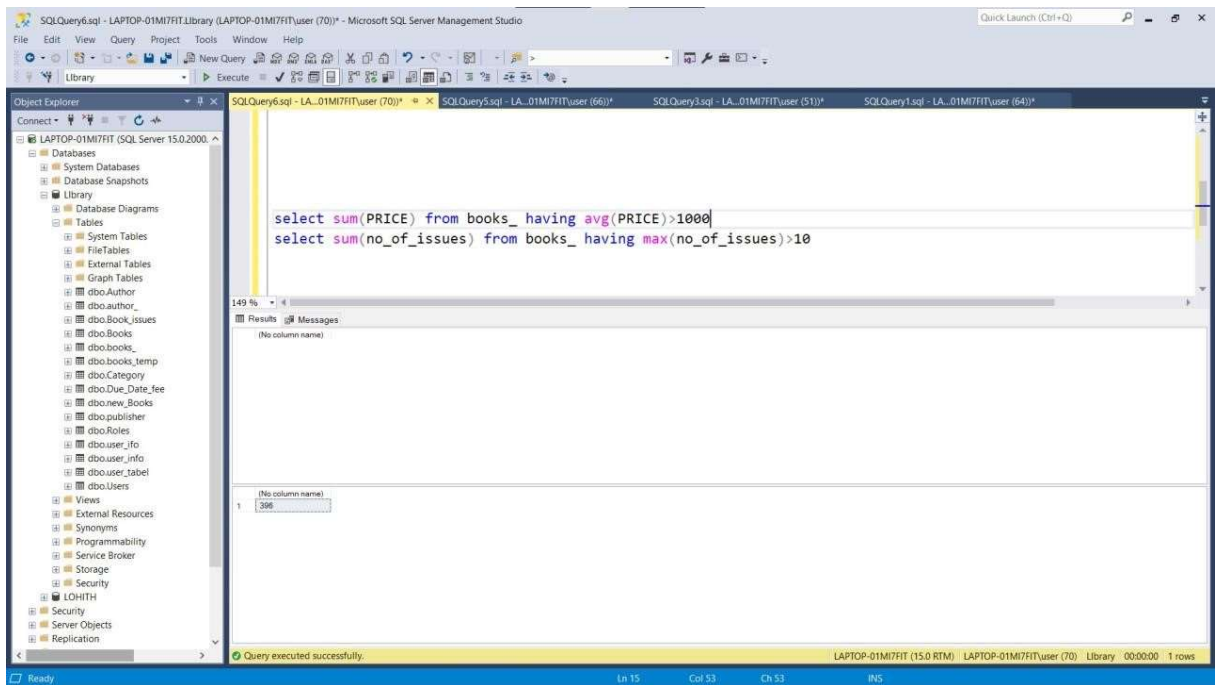 SQLQuery6.sql - LAPTOP-01MI7FIT.LIbrary (LAPTOP-01MI7FIT\user (70))* - Microsoft SQL Server Management Studio
Quick Launch (Ctrl+Q)
File Edit View Query Project Tools Window Help
New Query
LIbrary
Execute
Object Explorer
SQLQuery6.sql - LA...01MI7FIT\user (70))*
SQLQuery5.sql - LA...01MI7FIT\user (66))*
SQLQuery3.sql - LA...01MI7FIT\user (51))*
SQLQuery1.sql - LA...01MI7FIT\user (64))*
Connect
LAPTOP-01MI7FIT (SQL Server 15.0.2000.
Databases
System Databases
Database Snapshots
LIbrary
Database Diagrams
Tables
System Tables
FileTables
External Tables
Graph Tables
dbo.Author
dbo.author_
dbo.Book_issues
dbo.Books
dbo.books_
dbo.books_temp
dbo.Category
dbo.Due_Date_fee
dbo.new_Books
dbo.publisher
dbo.Roles
dbo.user_ifo
dbo.user_info
dbo.user_tabel
dbo.Users
Views
External Resources
Synonyms
Programmability
Service Broker
Storage
Security
LOHITH
Security
Server Objects
Replication
select sum(PRICE) from books_ having avg(PRICE)>1000
select sum(no_of_issues) from books_ having max(no_of_issues)>10
149 %
Results Messages
(No column name)
(No column name)
1 396
Query executed successfully.
LAPTOP-01MI7FIT (15.0 RTM) LAPTOP-01MI7FIT\user (70) LIbrary 00:00:00 1 rows
Ready Ln 15 Col 53 Ch 53 INS